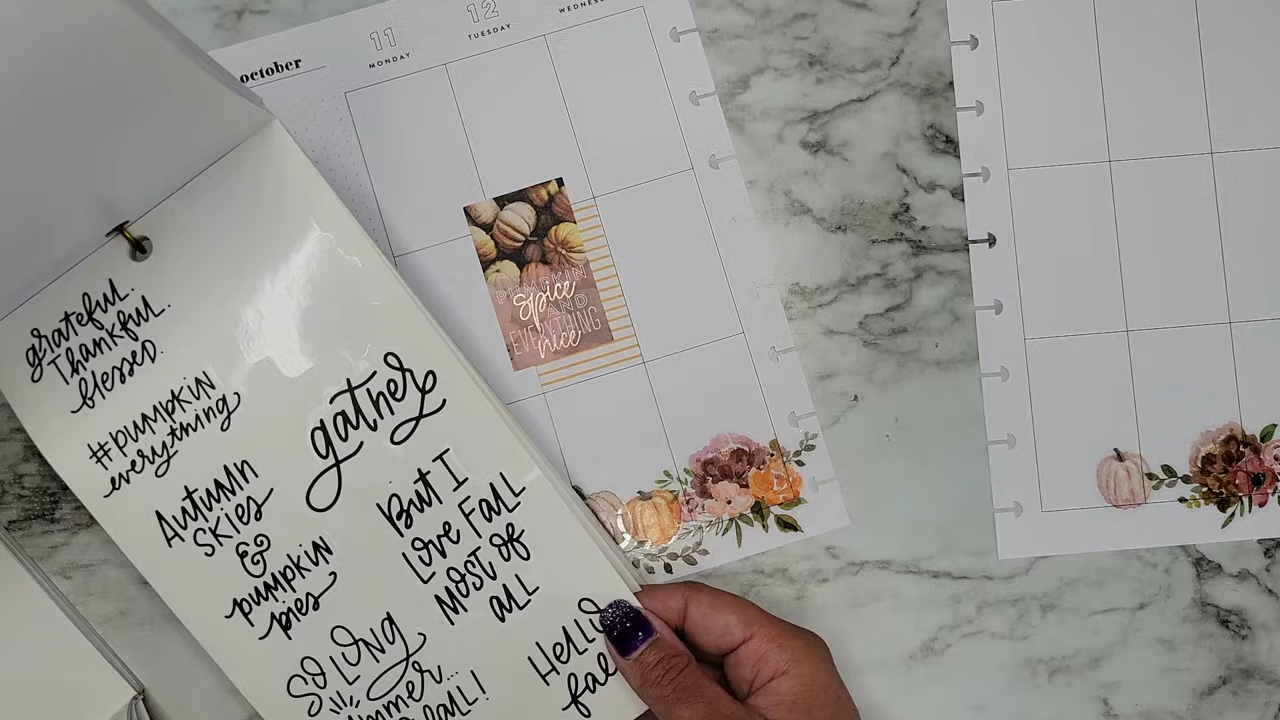 october
11
MONDAY
12
TUESDAY
PUMPKIN
Spice
AND
EVERYTHING
nice
grateful.
Thankful.
blessed.
#pumpkin
everything
gather
Autumn
Skies
&
pumpkin
pies
But I
Love Fall
Most of
all
So Long
fall!
Hello